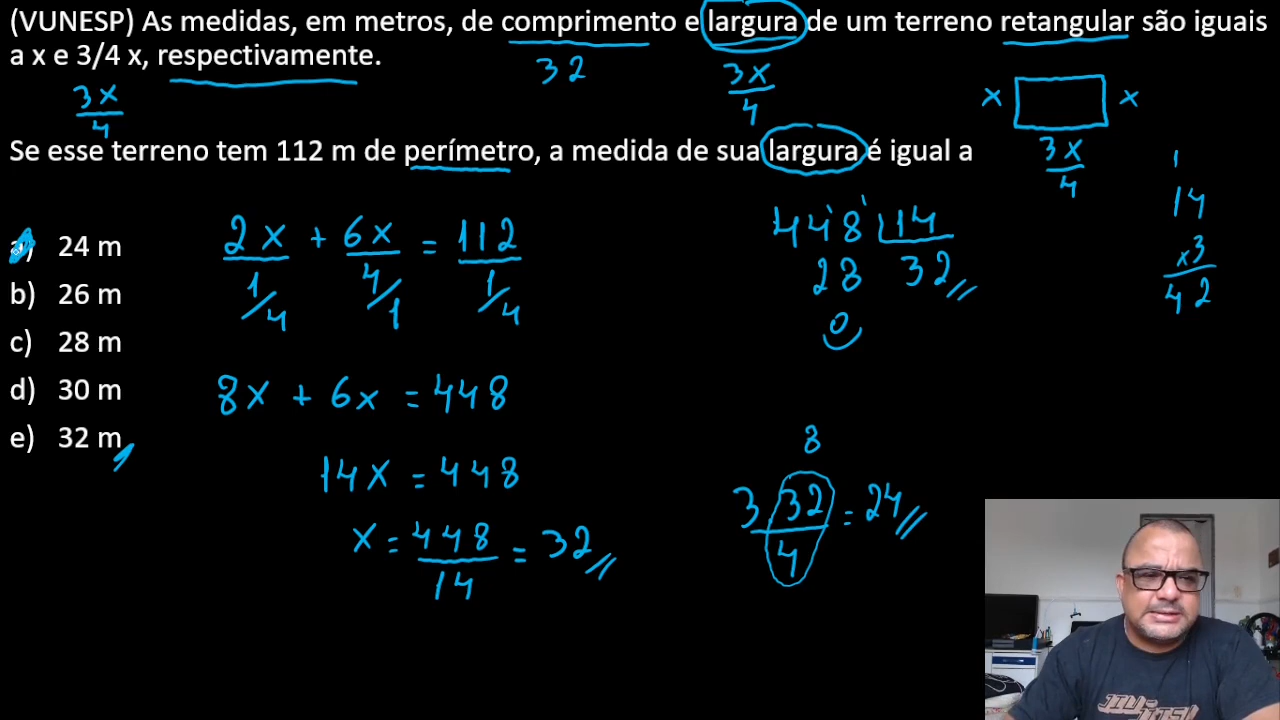 (VUNESP) As medidas, em metros, de comprimento e largura de um terreno retangular são iguais
a x e 3/4 x, respectivamente.
3x/4
32
3x/4
x x
3x/4
Se esse terreno tem 112 m de perímetro, a medida de sua largura é igual a
a) 24 m
b) 26 m
c) 28 m
d) 30 m
e) 32 m
2x/1 + 6x/4 = 112/1
/4 /1 /4
8x + 6x = 448
14x = 448
x = 448/14 = 32//
448 | 14
28 32//
0
1
14
x3
42
8
3 32/4 = 24//